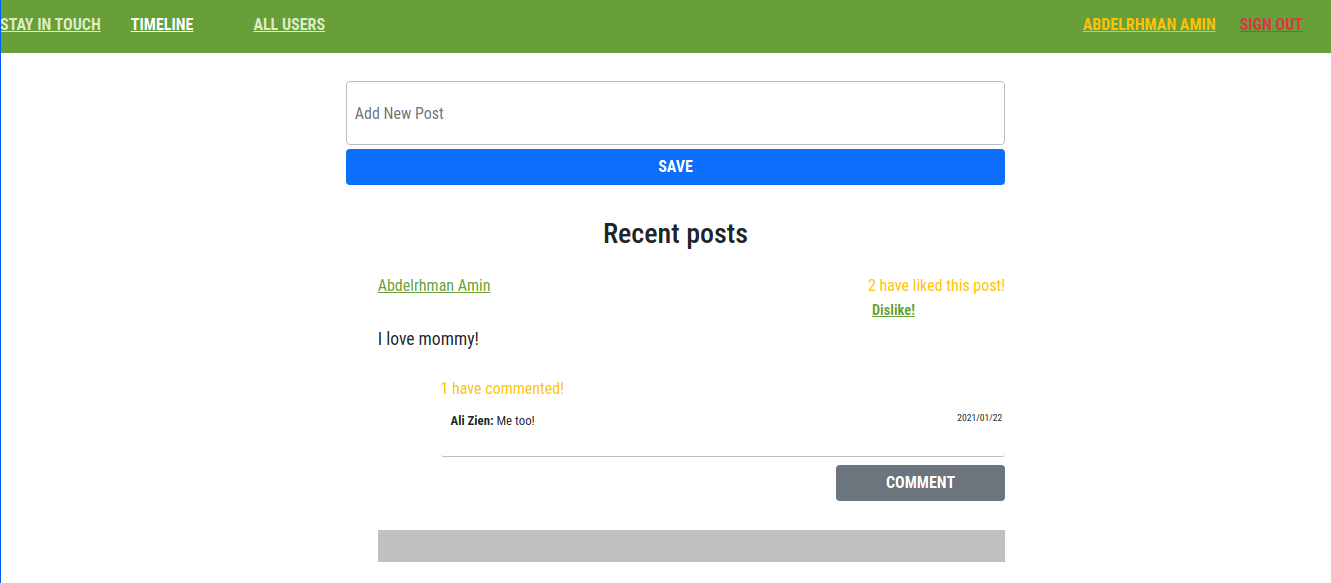 STAY IN TOUCH TIMELINE ALL USERS ABDELRHMAN AMIN SIGN OUT
Add New Post
SAVE
Recent posts
Abdelrhman Amin 2 have liked this post!
Dislike!
I love mommy!
1 have commented!
Ali Zien: Me too! 2021/01/22
COMMENT